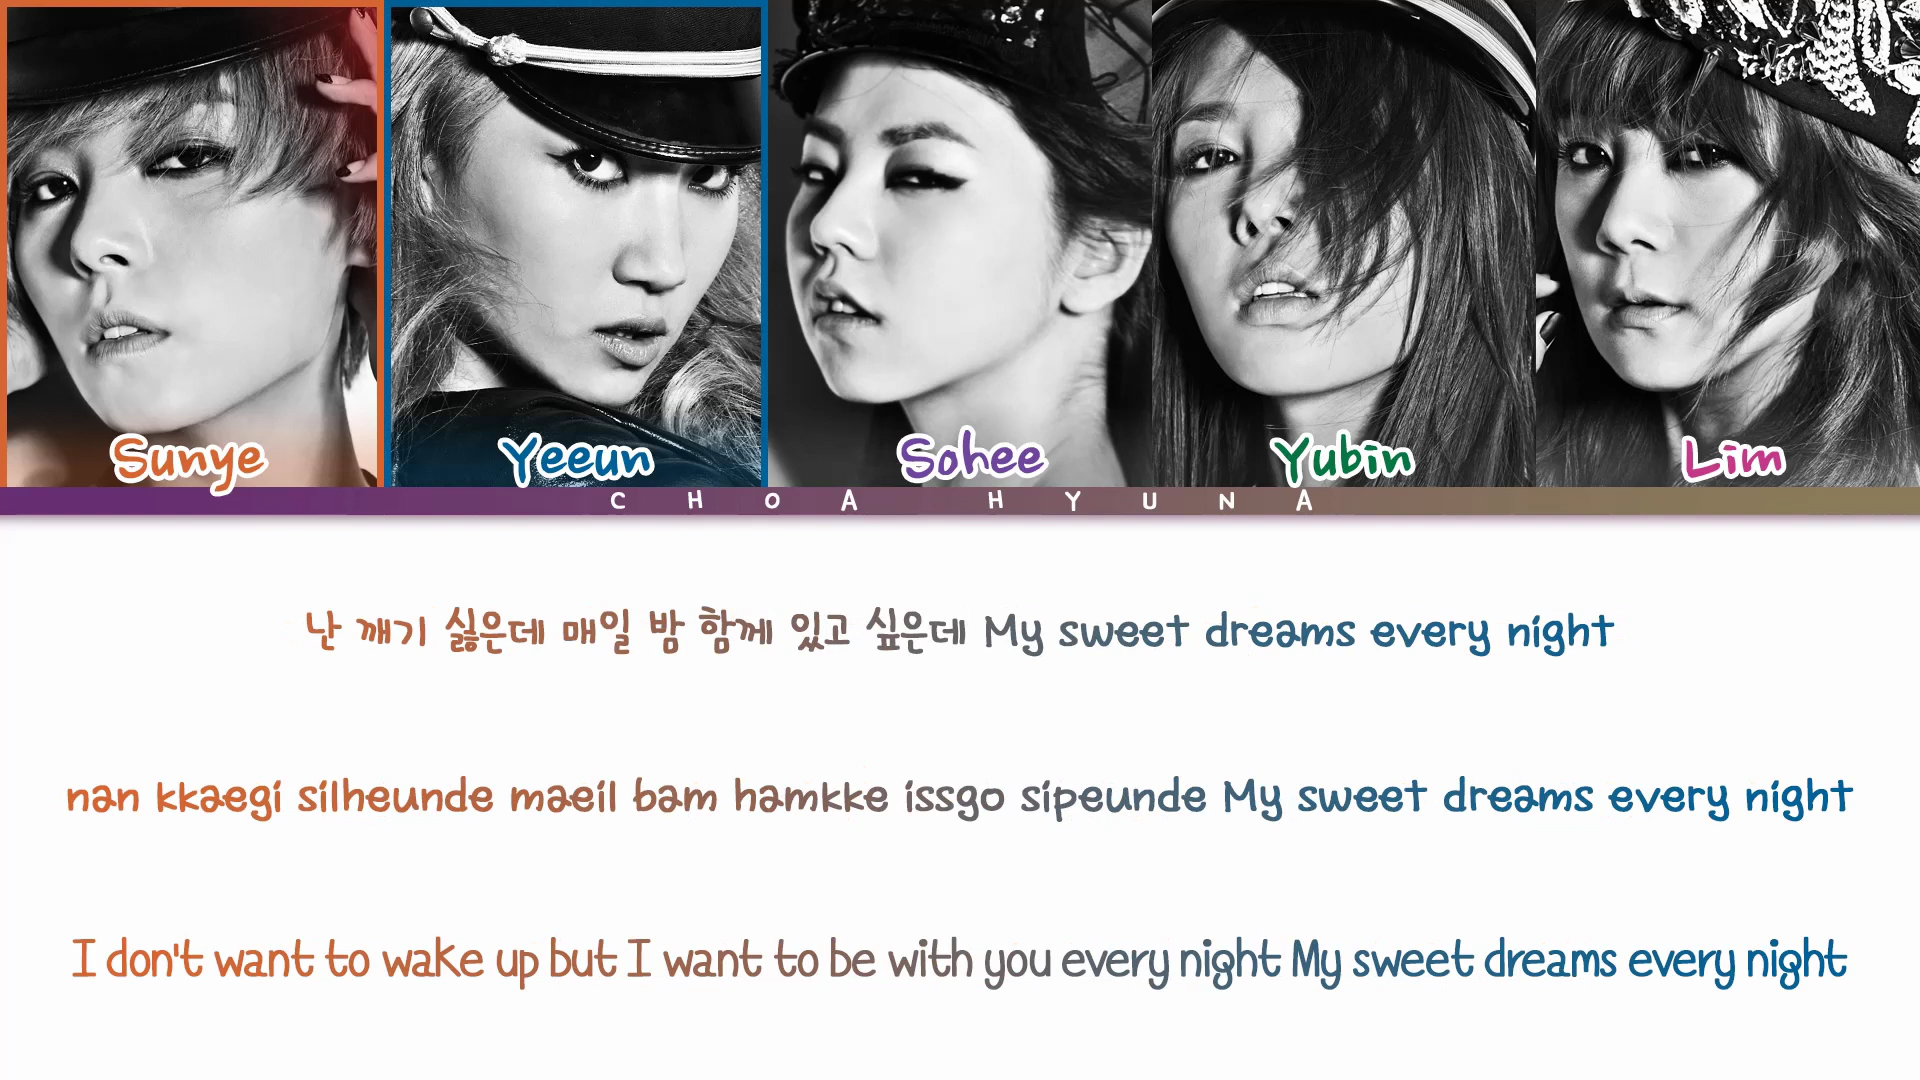 Sunye Yeeun Sohee Yubin Lim
CHOA HYUNA
난 깨기 싫은데 매일 밤 함께 있고 싶은데 My sweet dreams every night
nan kkaegi silheunde maeil bam hamkke issgo sipeunde My sweet dreams every night
I don't want to wake up but I want to be with you every night My sweet dreams every night